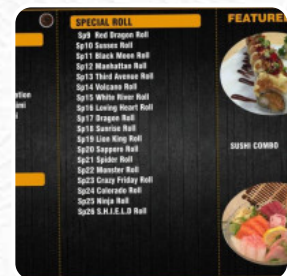 SPECIAL ROLL
Sp9 Red Dragon Roll
Sp10 Sunses Roll
Sp11 Black Moon Roll
Sp12 Manhattan Roll
Sp13 Third Avenue Roll
Sp14 Volcano Roll
Sp15 White River Roll
Sp16 Loving Heart Roll
Sp17 Dragon Roll
Sp18 Sunrise Roll
Sp19 Lion King Roll
Sp20 Sapporo Roll
Sp21 Spider Roll
Sp22 Monster Roll
Sp23 Crazy Friday Roll
Sp24 Colorado Roll
Sp25 Ninja Roll
Sp26 S.H.I.E.L.D Roll
FEATURE
SUSHI COMBO